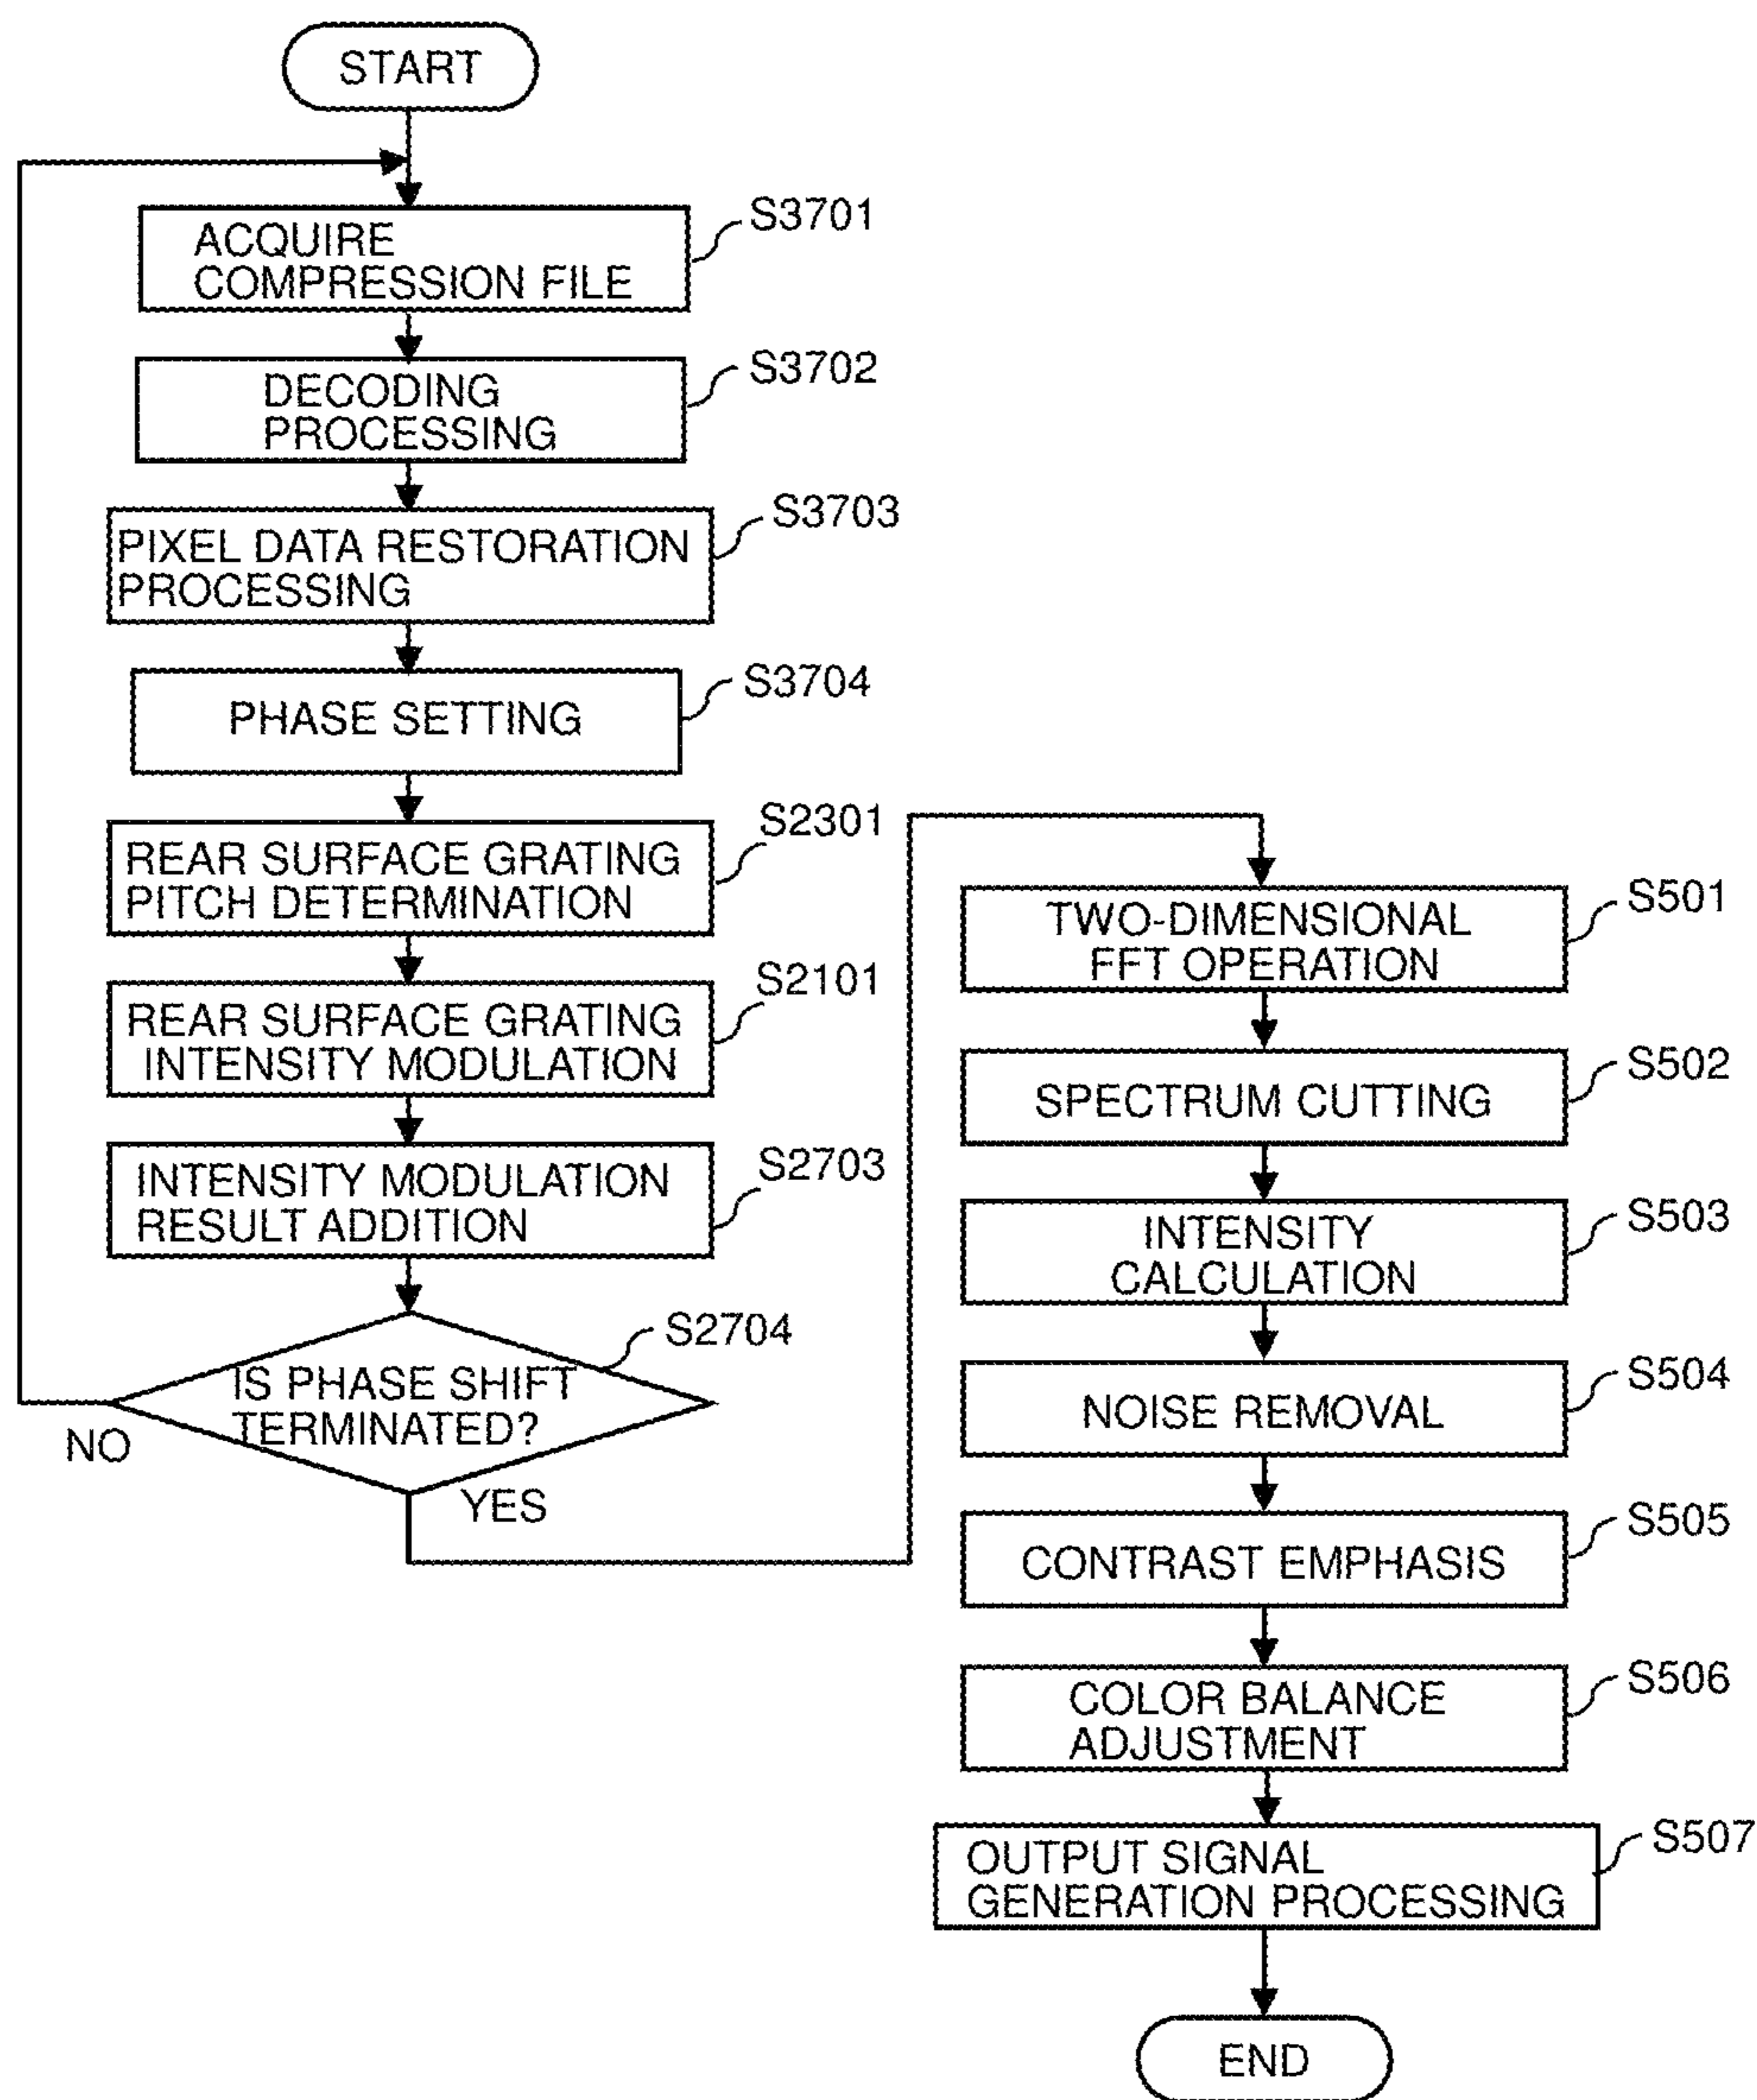 START
ACQUIRE
COMPRESSION FILE
S3701
DECODING
PROCESSING
S3702
PIXEL DATA RESTORATION
PROCESSING
S3703
PHASE SETTING
S3704
REAR SURFACE GRATING
PITCH DETERMINATION
S2301
REAR SURFACE GRATING
INTENSITY MODULATION
S2101
INTENSITY MODULATION
RESULT ADDITION
S2703
IS PHASE SHIFT
TERMINATED?
S2704
NO
YES
TWO-DIMENSIONAL
FFT OPERATION
S501
SPECTRUM CUTTING
S502
INTENSITY
CALCULATION
S503
NOISE REMOVAL
S504
CONTRAST EMPHASIS
S505
COLOR BALANCE
ADJUSTMENT
S506
OUTPUT SIGNAL
GENERATION PROCESSING
S507
END